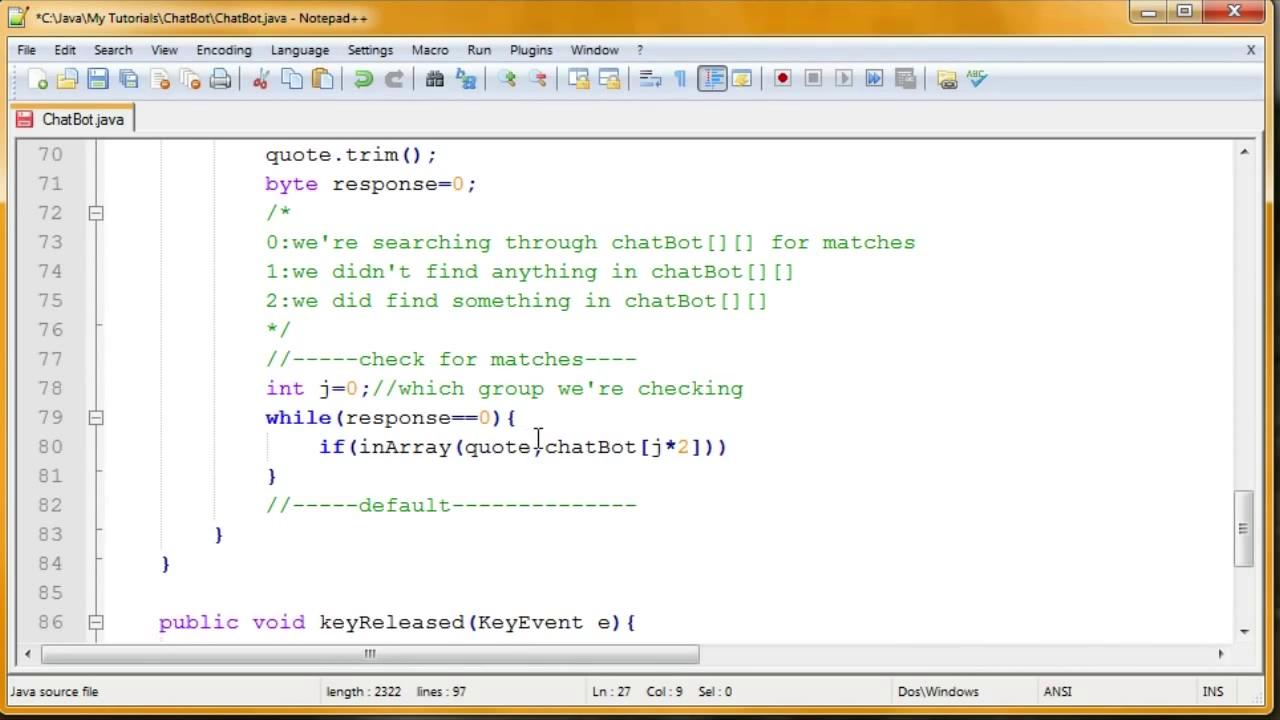 *C:\Java\My Tutorials\ChatBot\ChatBot.java - Notepad++
File Edit Search View Encoding Language Settings Macro Run Plugins Window ? X
ABC
ChatBot.java
70 quote.trim();
71 byte response=0;
72 /*
73 0:we're searching through chatBot[][] for matches
74 1:we didn't find anything in chatBot[][]
75 2:we did find something in chatBot[][]
76 */
77 //-----check for matches----
78 int j=0;//which group we're checking
79 while(response==0){
80 if(inArray(quote,chatBot[j*2]))
81 }
82 //-----default--------------
83 }
84 }
85
86 public void keyReleased(KeyEvent e){
Java source file length : 2322 lines : 97 Ln : 27 Col : 9 Sel : 0 Dos\Windows ANSI INS